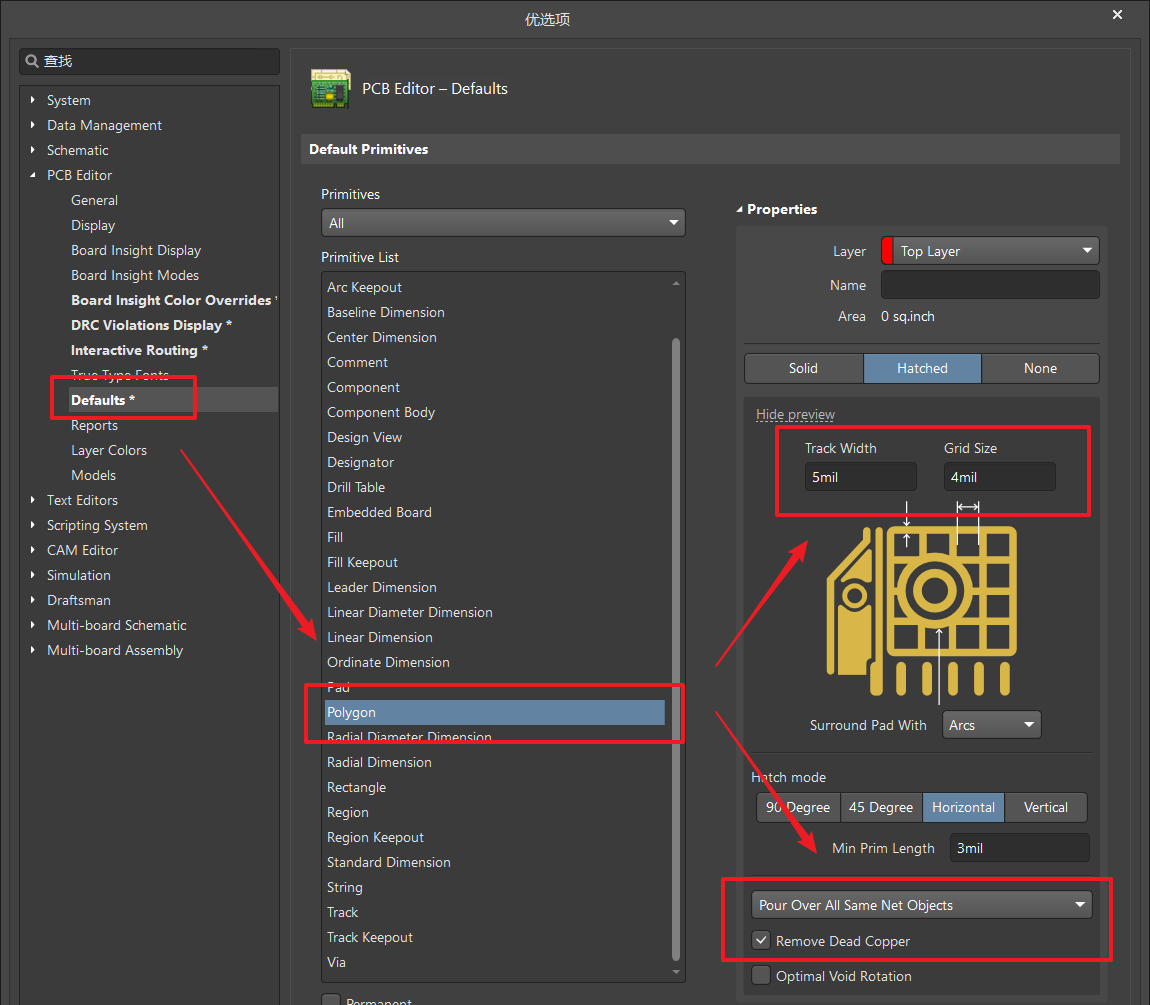 优选项
查找
System
Data Management
Schematic
PCB Editor
General
Display
Board Insight Display
Board Insight Modes
Board Insight Color Overrides *
DRC Violations Display *
Interactive Routing *
True Type Fonts
Defaults *
Reports
Layer Colors
Models
Text Editors
Scripting System
CAM Editor
Simulation
Draftsman
Multi-board Schematic
Multi-board Assembly
PCB Editor – Defaults
Default Primitives
Primitives
All
Primitive List
Arc Keepout
Baseline Dimension
Center Dimension
Comment
Component
Component Body
Design View
Designator
Drill Table
Embedded Board
Fill
Fill Keepout
Leader Dimension
Linear Diameter Dimension
Linear Dimension
Ordinate Dimension
Pad
Polygon
Radial Diameter Dimension
Radial Dimension
Rectangle
Region
Region Keepout
Standard Dimension
String
Track
Track Keepout
Via
Permanent
Properties
Layer Top Layer
Name
Area 0 sq.inch
Solid Hatched None
Hide preview
Track Width Grid Size
5mil 4mil
Surround Pad With Arcs
Hatch mode
90 Degree 45 Degree Horizontal Vertical
Min Prim Length 3mil
Pour Over All Same Net Objects
Remove Dead Copper
Optimal Void Rotation